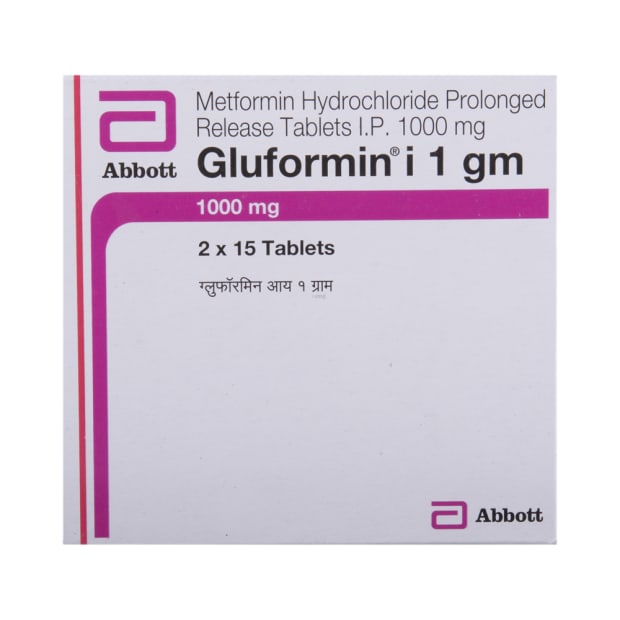 Metformin Hydrochloride Prolonged
Release Tablets I.P. 1000 mg
Abbott
Gluformin® i 1 gm
1000 mg
2 x 15 Tablets
ग्लुफॉरमिन आय १ ग्राम
Abbott